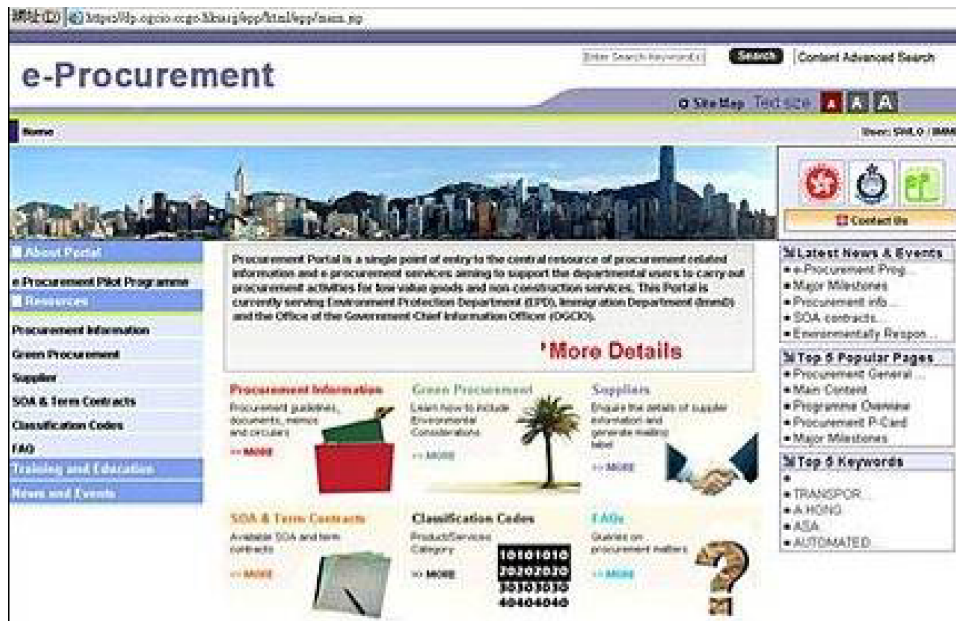 網址(D)
e-Procurement
Search
Content Advanced Search
Site Map Text size A A A
Home
Contact Us
About Portal
e-Procurement Pilot Programme
Resources
Procurement Information
Green Procurement
Supplier
SOA & Term Contracts
Classification Codes
FAQ
Training and Education
News and Events
Procurement Portal is a single point of entry to the central resource of procurement related
information and e-procurement services aiming to support the departmental users to carry out
procurement activities for low value goods and non-construction services. This Portal is
currently serving Environment Protection Department (EPD), Immigration Department (ImmD)
and the Office of the Government Chief Information Officer (OGCIO).
More Details
Procurement Information
Procurement guidelines,
documents, memos
and circulars
>> MORE
Green Procurement
Learn how to include
Environmental
Considerations
>> MORE
Suppliers
Enquire the details of supplier
information and
generate mailing
label
>> MORE
SOA & Term Contracts
Available SOA and term
contracts
>> MORE
Classification Codes
Product/Services
Category
>> MORE
10101010
20202020
30303030
40404040
FAQs
Queries on
procurement matters
>> MORE
Latest News & Events
e-Procurement Prog...
Major Milestones
Procurement info...
SOA contracts...
Environmentally Respon...
Top 5 Popular Pages
Procurement General...
Main Content
Programme Overview
Procurement P-Card
Major Milestones
Top 5 Keywords
TRANSPOR...
A HONG
ASA
AUTOMATED...